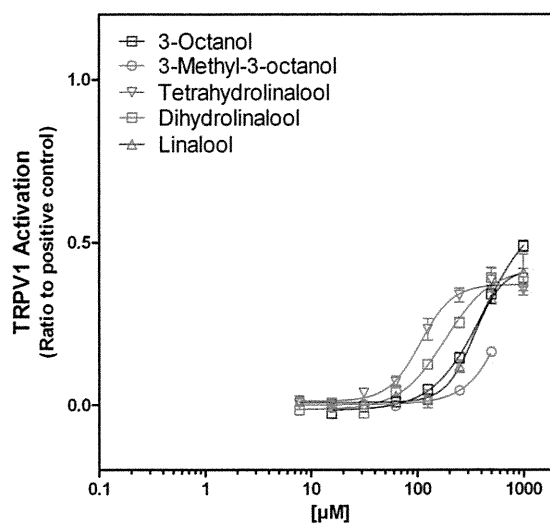 3-Octanol
3-Methyl-3-octanol
Tetrahydrolinalool
Dihydrolinalool
Linalool
TRPV1 Activation
(Ratio to positive control)
1.0
0.5
0.0
0.1
1
10
100
1000
[µM]